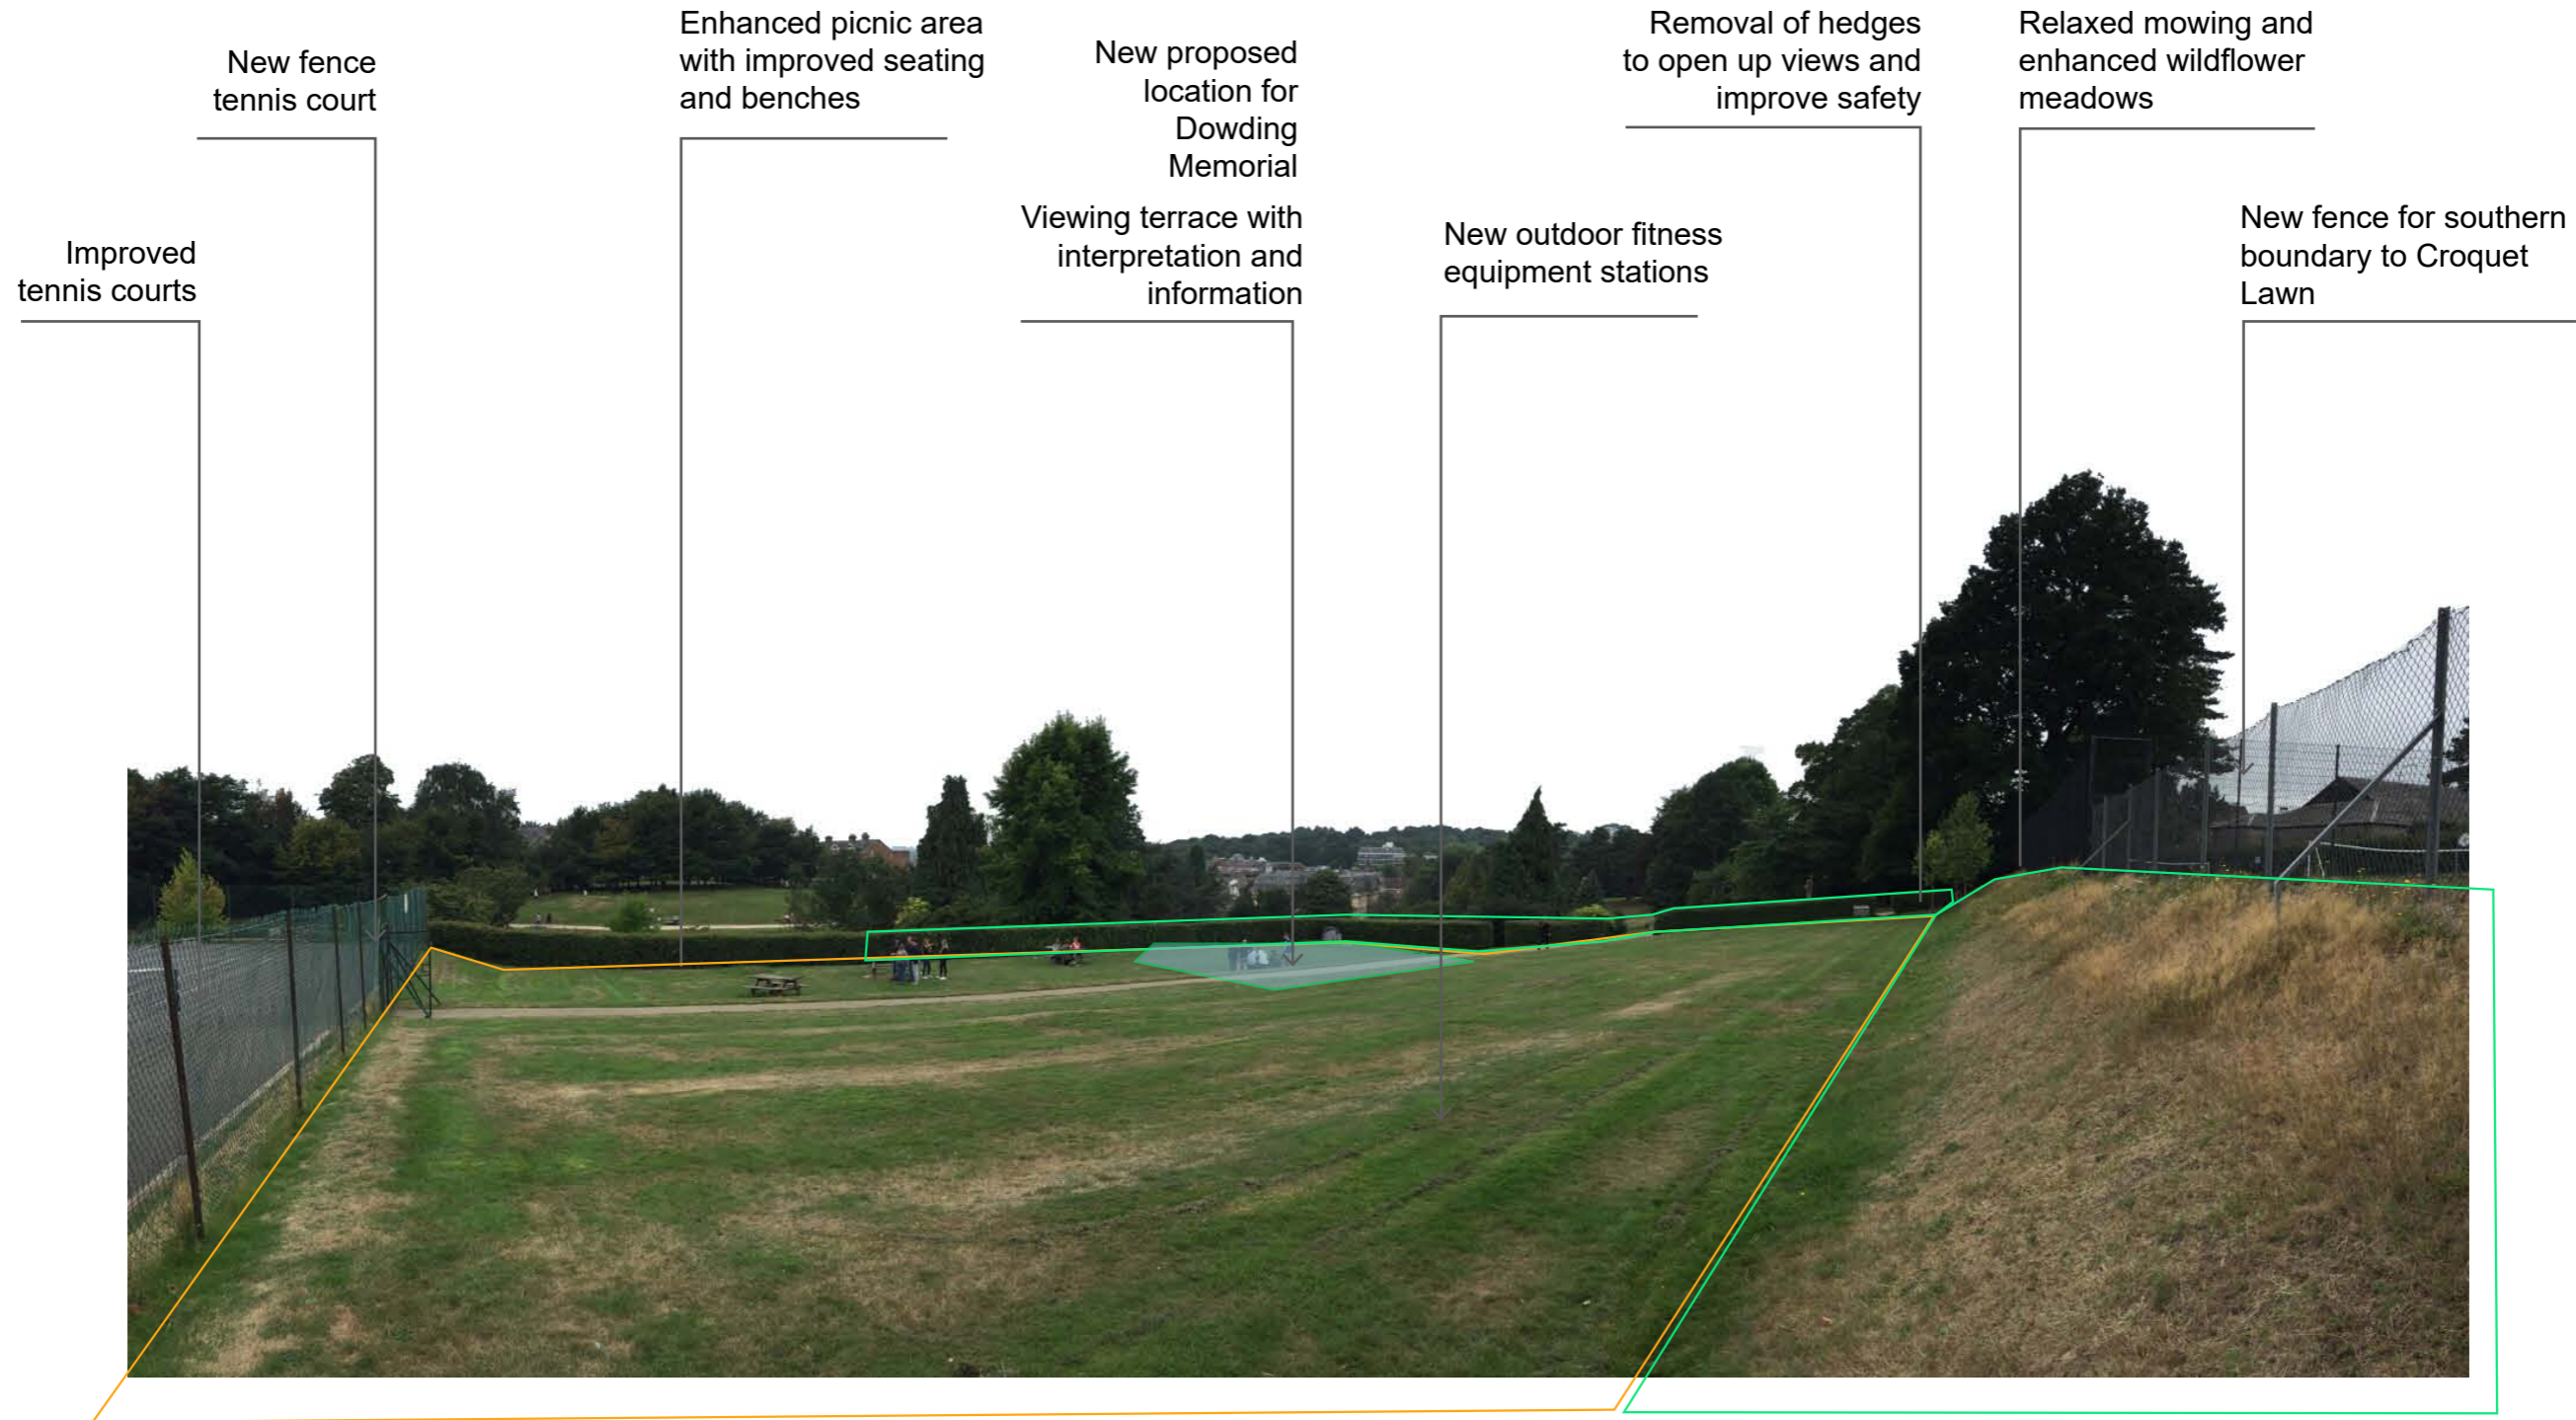 Improved
tennis courts
New fence
tennis court
Enhanced picnic area
with improved seating
and benches
New proposed
location for
Dowding
Memorial
Viewing terrace with
interpretation and
information
New outdoor fitness
equipment stations
Removal of hedges
to open up views and
improve safety
Relaxed mowing and
enhanced wildflower
meadows
New fence for southern
boundary to Croquet
Lawn